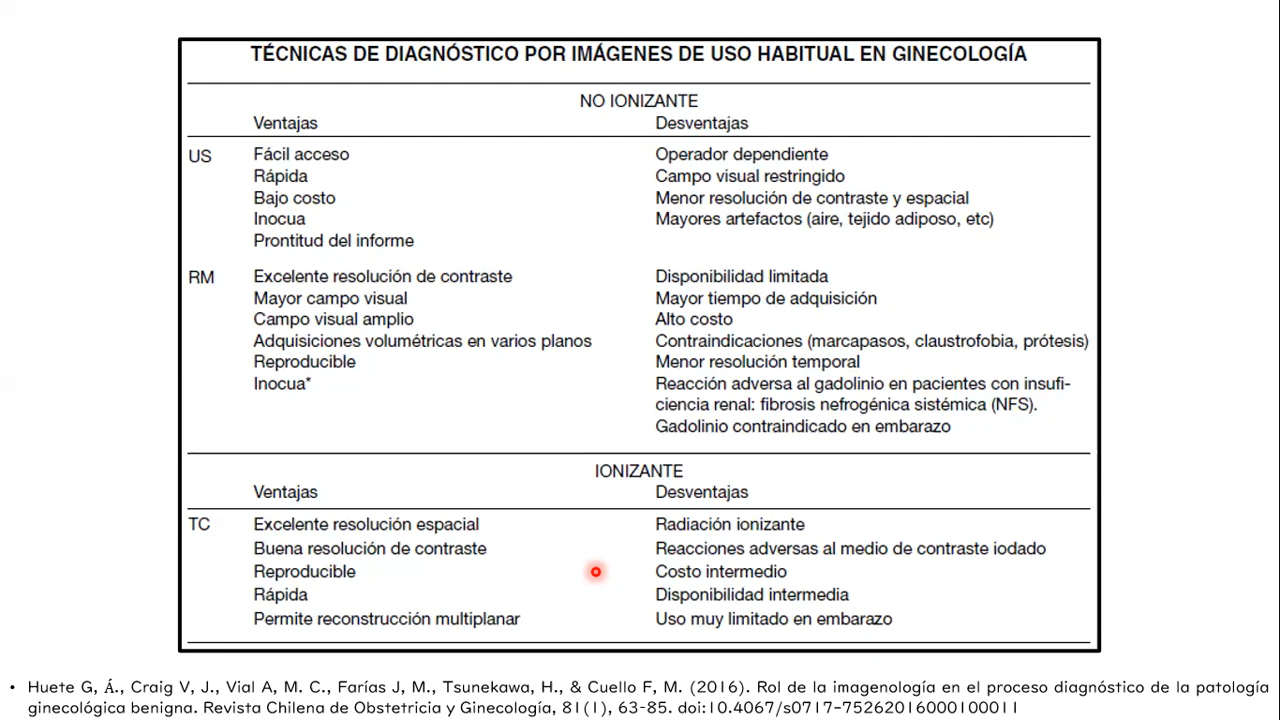 TÉCNICAS DE DIAGNÓSTICO POR IMÁGENES DE USO HABITUAL EN GINECOLOGÍA
NO IONIZANTE
Ventajas Desventajas
US Fácil acceso Operador dependiente
Rápida Campo visual restringido
Bajo costo Menor resolución de contraste y espacial
Inocua Mayores artefactos (aire, tejido adiposo, etc)
Prontitud del informe
RM Excelente resolución de contraste Disponibilidad limitada
Mayor campo visual Mayor tiempo de adquisición
Campo visual amplio Alto costo
Adquisiciones volumétricas en varios planos Contraindicaciones (marcapasos, claustrofobia, prótesis)
Reproducible Menor resolución temporal
Inocua* Reacción adversa al gadolinio en pacientes con insufi-
ciencia renal: fibrosis nefrogénica sistémica (NFS).
Gadolinio contraindicado en embarazo
IONIZANTE
Ventajas Desventajas
TC Excelente resolución espacial Radiación ionizante
Buena resolución de contraste Reacciones adversas al medio de contraste iodado
Reproducible Costo intermedio
Rápida Disponibilidad intermedia
Permite reconstrucción multiplanar Uso muy limitado en embarazo
• Huete G, Á., Craig V, J., Vial A, M. C., Farías J, M., Tsunekawa, H., & Cuello F, M. (2016). Rol de la imagenología en el proceso diagnóstico de la patología
ginecológica benigna. Revista Chilena de Obstetricia y Ginecología, 81(1), 63-85. doi:10.4067/s0717-75262016000100011